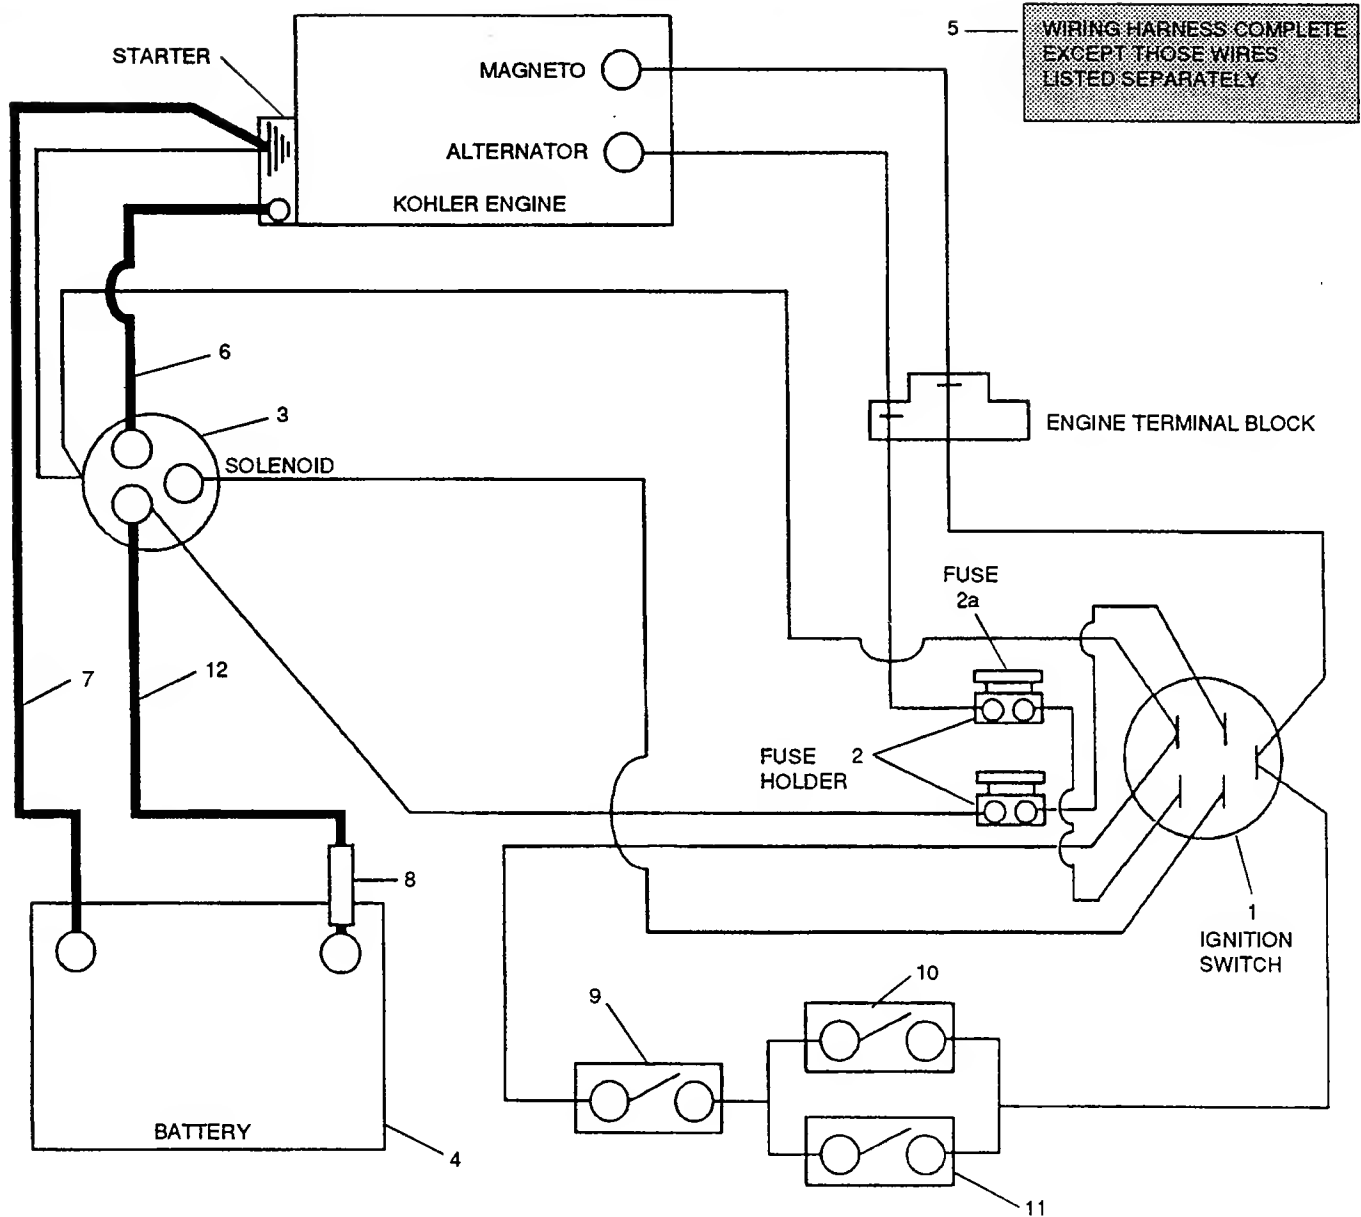 5
WIRING HARNESS COMPLETE
EXCEPT THOSE WIRES
LISTED SEPARATELY
STARTER
MAGNETO
ALTERNATOR
KOHLER ENGINE
6
3
ENGINE TERMINAL BLOCK
SOLENOID
FUSE
2a
7
12
FUSE 2
HOLDER
8
1
IGNITION
SWITCH
10
9
BATTERY
4
11